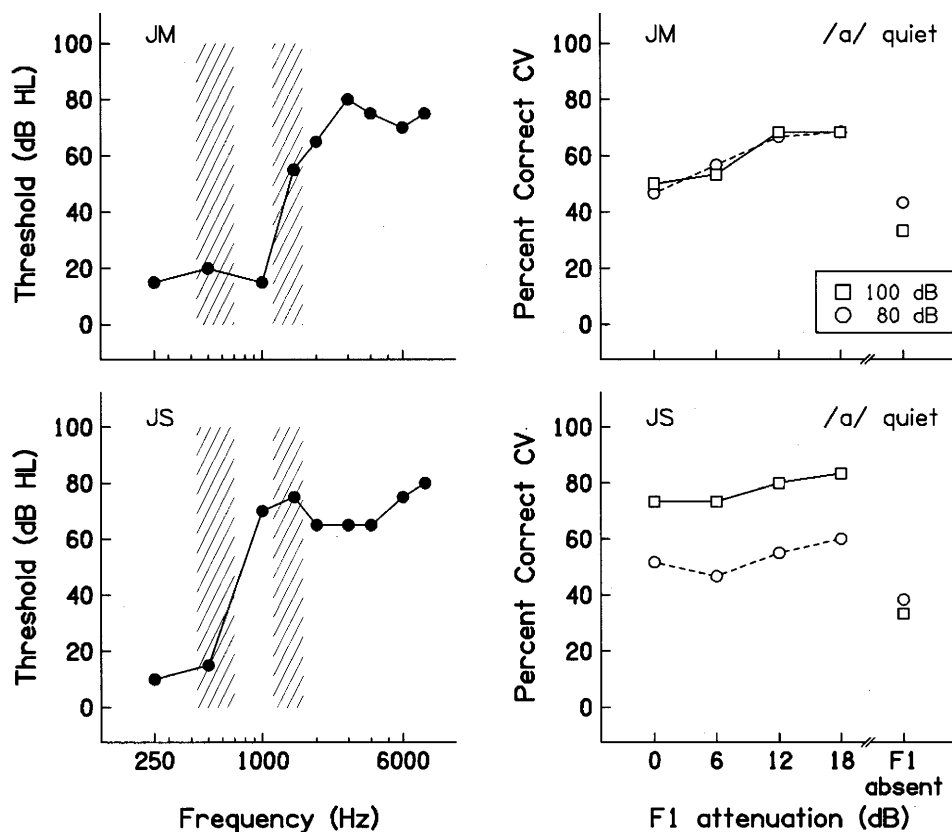 JM
100
80
60
40
20
0
Threshold (dB HL)
JM /a/ quiet
100
80
60
40
20
0
Percent Correct CV
100 dB
80 dB
JS
100
80
60
40
20
0
Threshold (dB HL)
250 1000 6000
Frequency (Hz)
JS /a/ quiet
100
80
60
40
20
0
Percent Correct CV
0 6 12 18 F1
absent
F1 attenuation (dB)